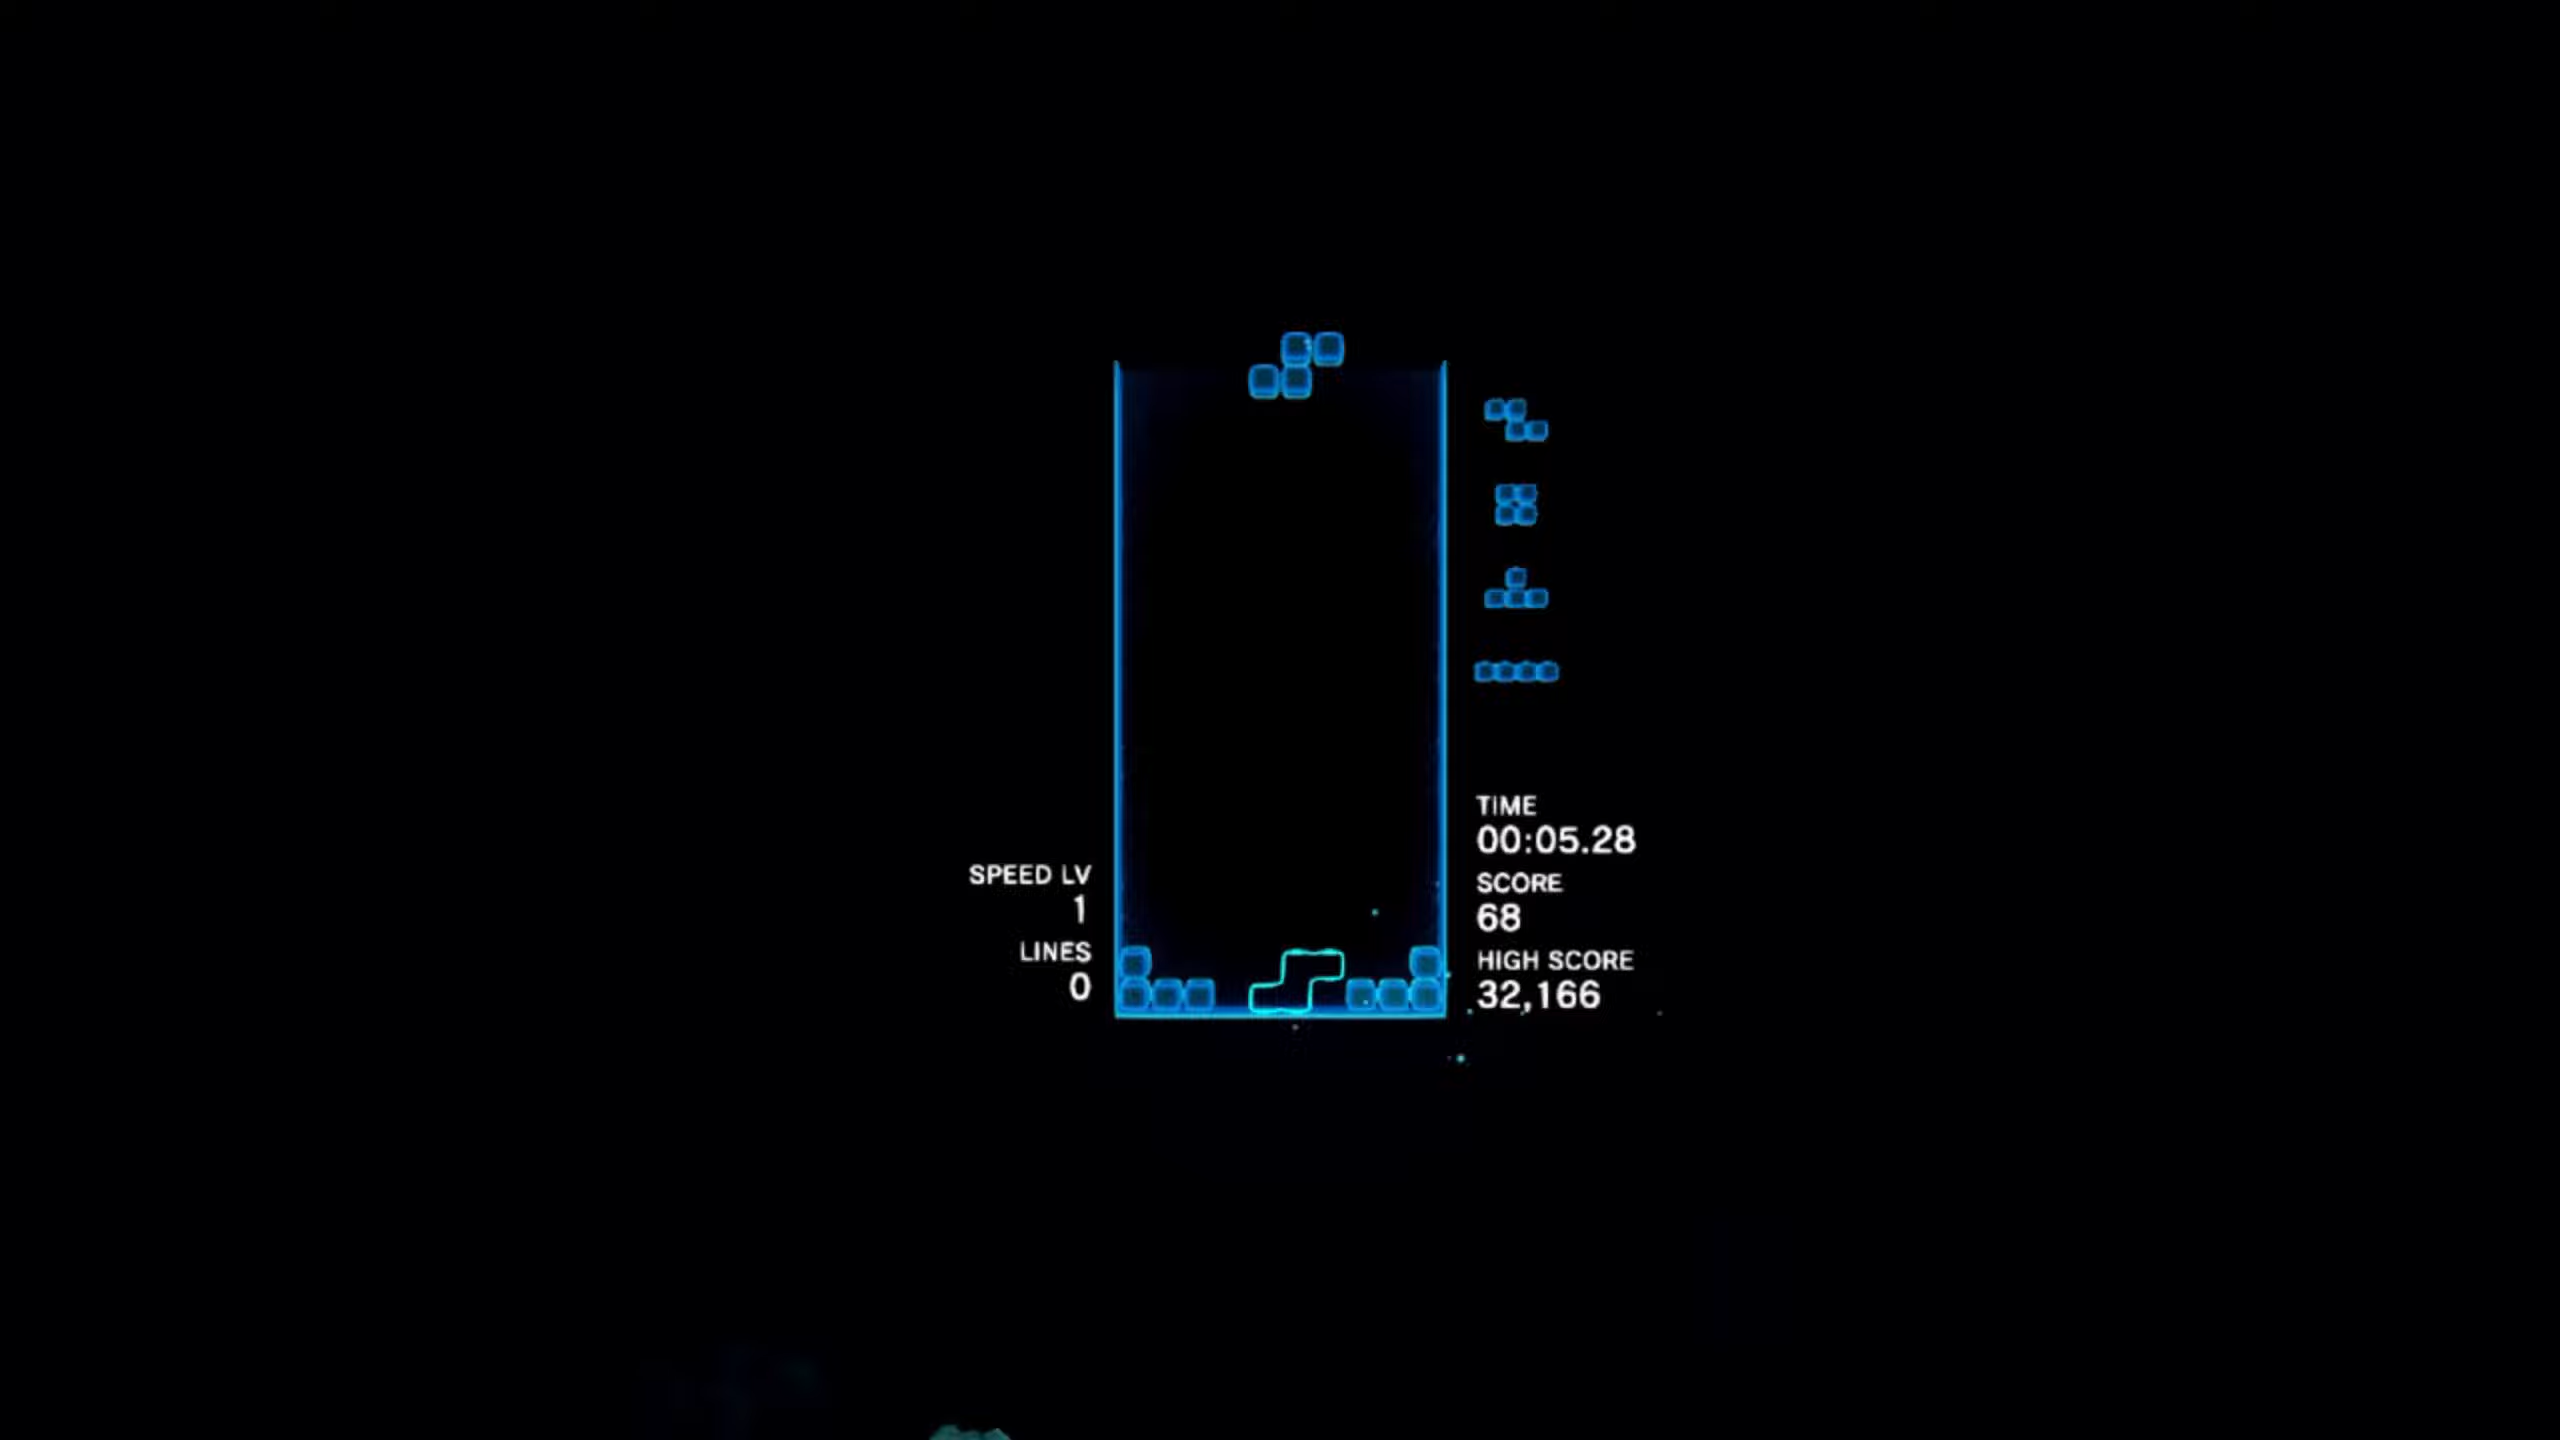 SPEED LV
1
LINES
0
TIME
00:05.28
SCORE
68
HIGH SCORE
32,166